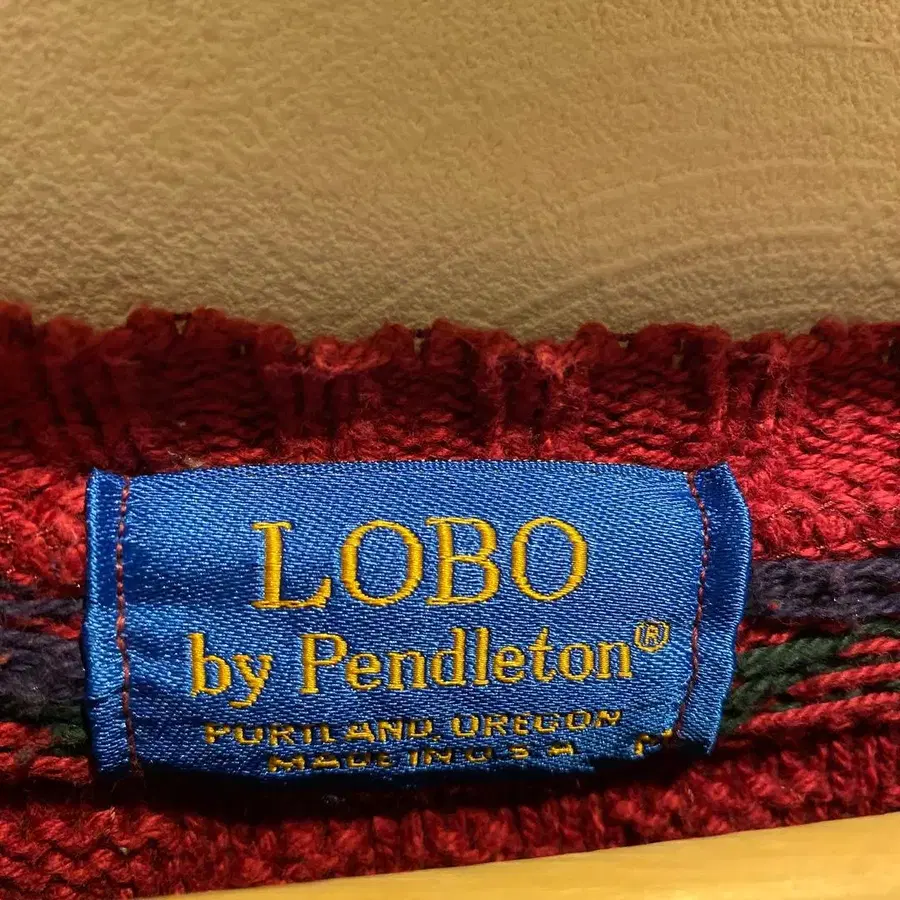 LOBO
by Pendleton®
PORTLAND, OREGON
MADE IN U.S.A.